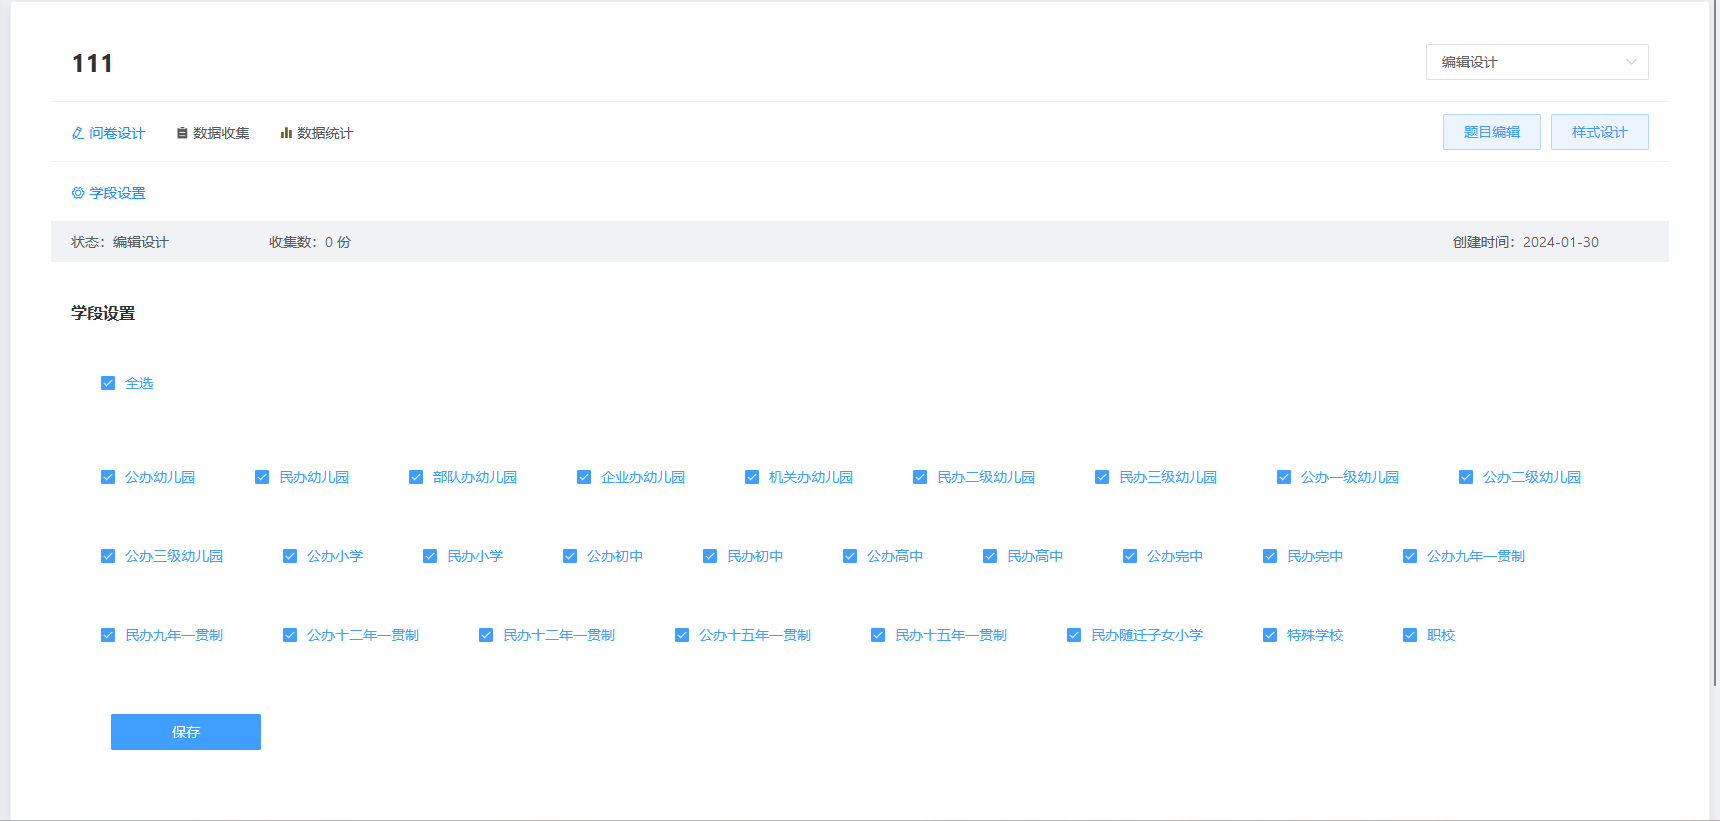 111
编辑设计
问卷设计 数据收集 数据统计 题目编辑 样式设计
学段设置
状态：编辑设计 收集数：0 份 创建时间：2024-01-30
学段设置
全选
公办幼儿园 民办幼儿园 部队办幼儿园 企业办幼儿园 机关办幼儿园 民办二级幼儿园 民办三级幼儿园 公办一级幼儿园 公办二级幼儿园
公办三级幼儿园 公办小学 民办小学 公办初中 民办初中 公办高中 民办高中 公办完中 民办完中 公办九年一贯制
民办九年一贯制 公办十二年一贯制 民办十二年一贯制 公办十五年一贯制 民办十五年一贯制 民办随迁子女小学 特殊学校 职校
保存